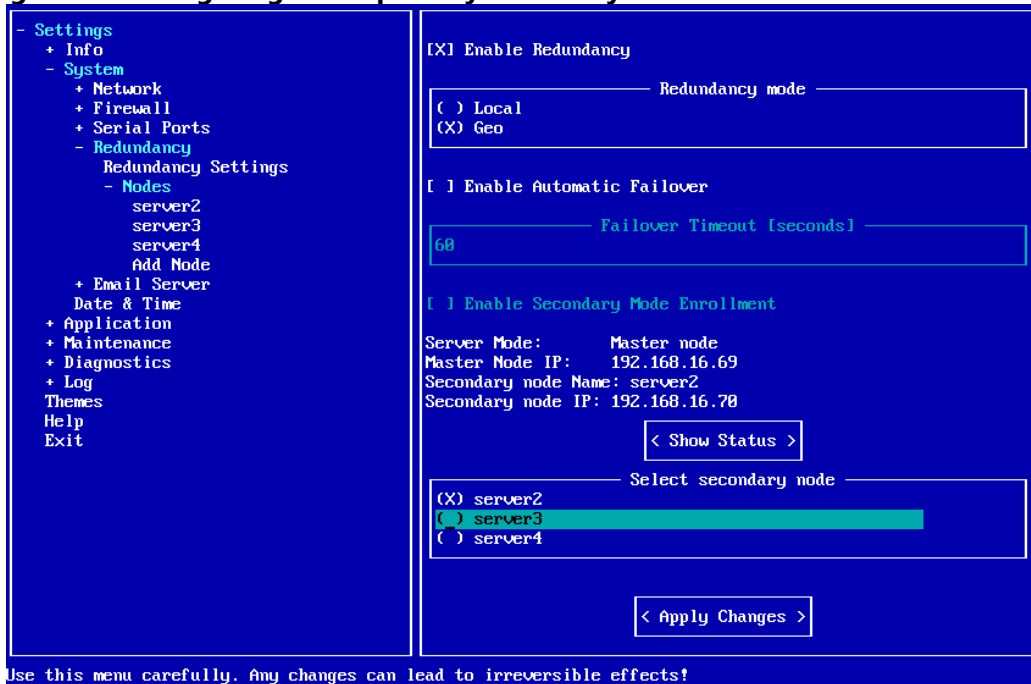 - Settings
+ Info
- System
+ Network
+ Firewall
+ Serial Ports
- Redundancy
Redundancy Settings
- Nodes
server2
server3
server4
Add Node
+ Email Server
Date & Time
+ Application
+ Maintenance
+ Diagnostics
+ Log
Themes
Help
Exit
[X] Enable Redundancy
Redundancy mode
( ) Local
(X) Geo
[ ] Enable Automatic Failover
Failover Timeout [seconds]
60
[ ] Enable Secondary Mode Enrollment
Server Mode: Master node
Master Node IP: 192.168.16.69
Secondary node Name: server2
Secondary node IP: 192.168.16.70
< Show Status >
Select secondary node
(X) server2
(_) server3
( ) server4
< Apply Changes >
Use this menu carefully. Any changes can lead to irreversible effects!